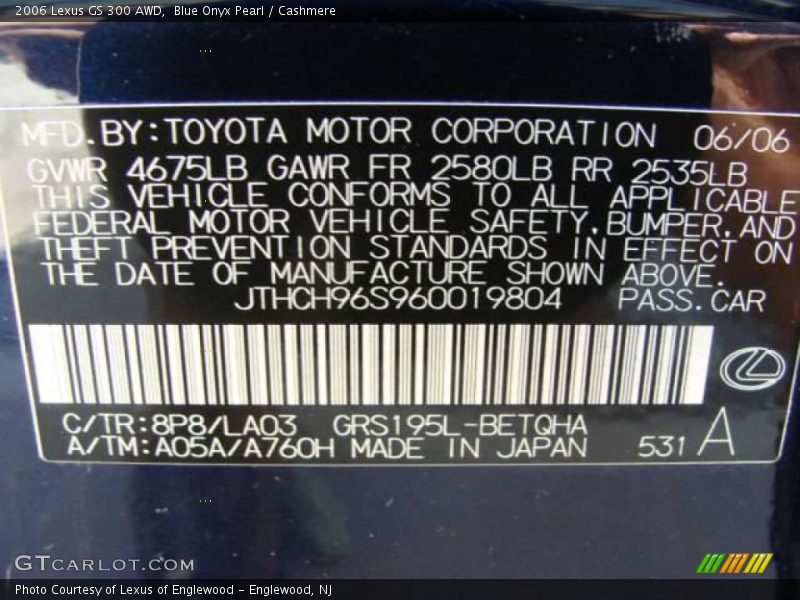 2006 Lexus GS 300 AWD, Blue Onyx Pearl / Cashmere
MFD.BY:TOYOTA MOTOR CORPORATION 06/06
GVWR 4675LB GAWR FR 2580LB RR 2535LB
THIS VEHICLE CONFORMS TO ALL APPLICABLE
FEDERAL MOTOR VEHICLE SAFETY,BUMPER,AND
THEFT PREVENTION STANDARDS IN EFFECT ON
THE DATE OF MANUFACTURE SHOWN ABOVE.
JTHCH96S960019804 PASS.CAR
C/TR:8P8/LA03 GRS195L-BETQHA
A/TM:A05A/A760H MADE IN JAPAN 531 A
GTCARLOT.COM
Photo Courtesy of Lexus of Englewood - Englewood, NJ